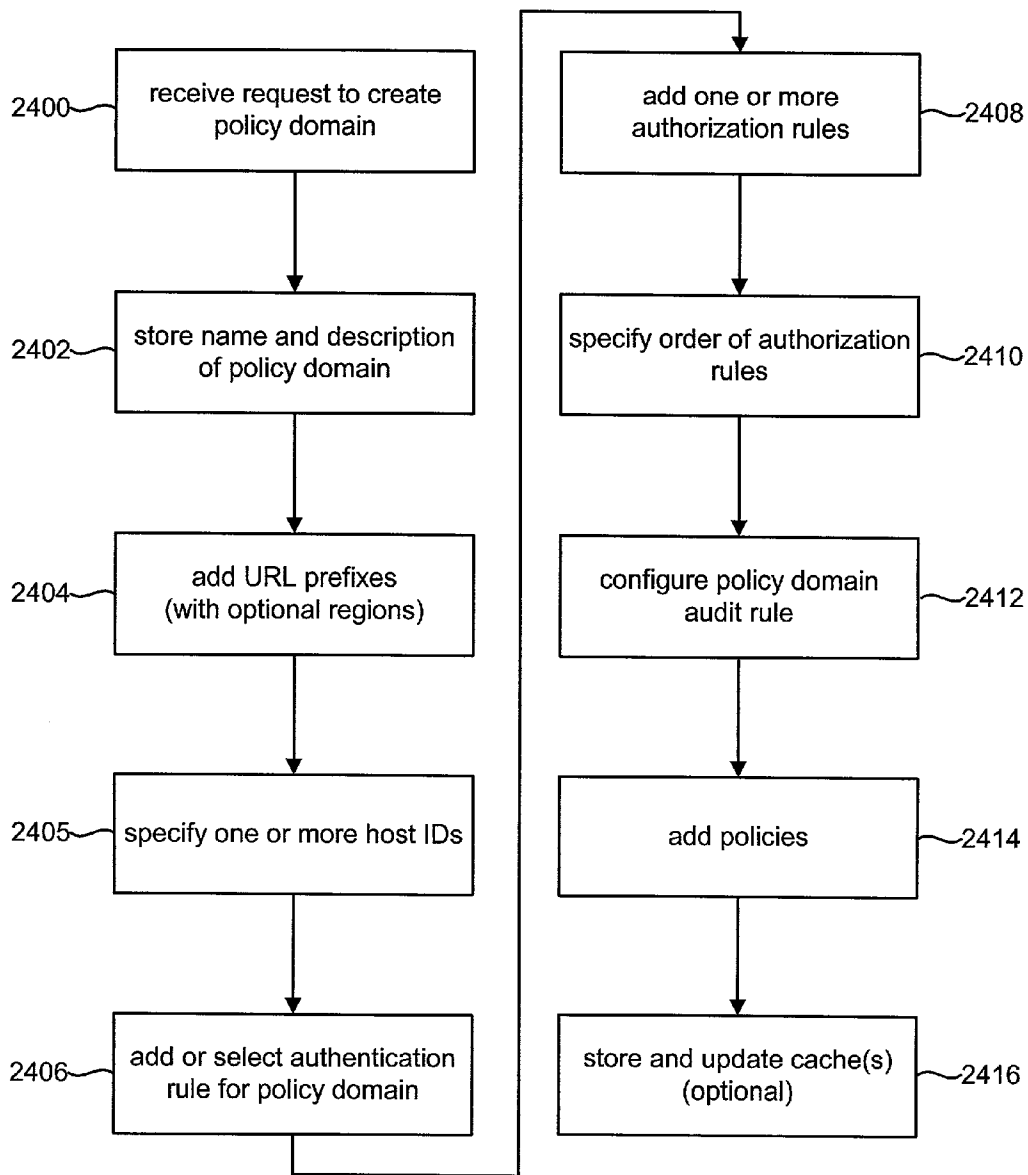 2400
receive request to create
policy domain
2402
store name and description
of policy domain
2404
add URL prefixes
(with optional regions)
2405
specify one or more host IDs
2406
add or select authentication
rule for policy domain
add one or more
authorization rules
2408
specify order of authorization
rules
2410
configure policy domain
audit rule
2412
add policies
2414
store and update cache(s)
(optional)
2416